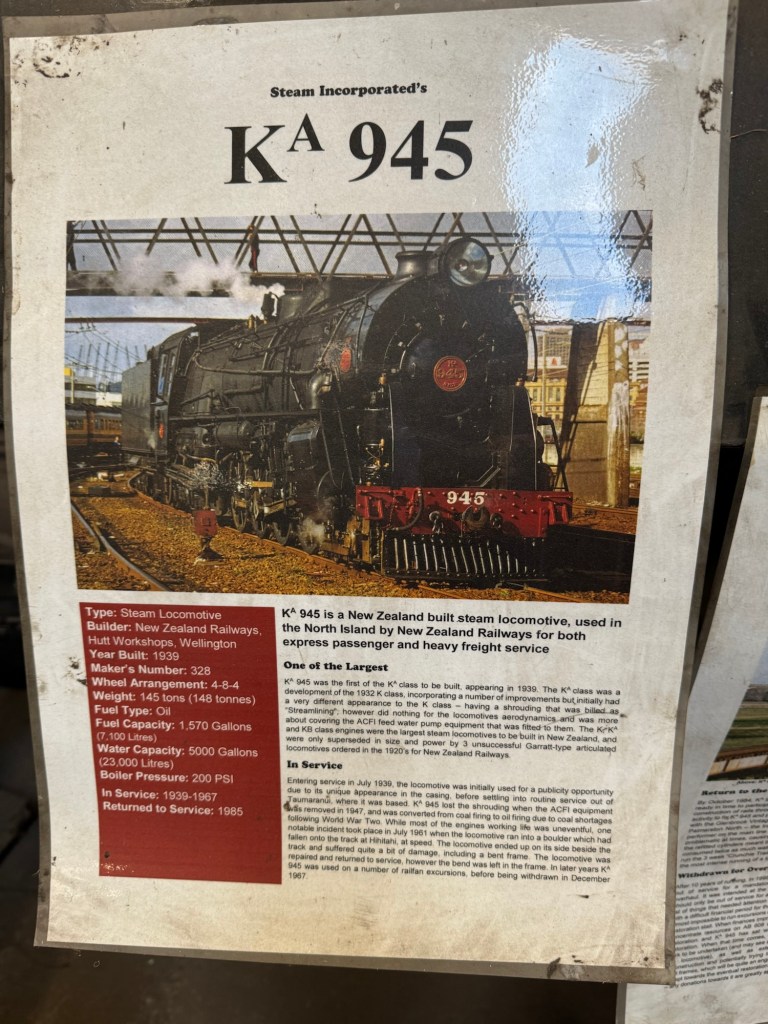 Steam Incorporated's
Kᴬ 945
945
Type: Steam Locomotive
Builder: New Zealand Railways,
Hutt Workshops, Wellington
Year Built: 1939
Maker's Number: 328
Wheel Arrangement: 4-8-4
Weight: 145 tons (148 tonnes)
Fuel Type: Oil
Fuel Capacity: 1,570 Gallons
(7,100 Litres)
Water Capacity: 5000 Gallons
(23,000 Litres)
Boiler Pressure: 200 PSI
In Service: 1939-1967
Returned to Service: 1985
Kᴬ 945 is a New Zealand built steam locomotive, used in
the North Island by New Zealand Railways for both
express passenger and heavy freight service
One of the Largest
Kᴬ 945 was the first of the Kᴬ class to be built, appearing in 1939. The Kᴬ class was a
development of the 1932 K class, incorporating a number of improvements but initially had
a very different appearance to the K class – having a shrouding that was billed as
"Streamlining"; however did nothing for the locomotives aerodynamics and was more
about covering the ACFI feed water pump equipment that was fitted to them. The K, Kᴬ
and KB class engines were the largest steam locomotives to be built in New Zealand, and
were only superseded in size and power by 3 unsuccessful Garratt-type articulated
locomotives ordered in the 1920's for New Zealand Railways.
In Service
Entering service in July 1939, the locomotive was initially used for a publicity opportunity
due to its unique appearance in the casing, before settling into routine service out of
Taumaranui, where it was based. Kᴬ 945 lost the shrouding when the ACFI equipment
was removed in 1947, and was converted from coal firing to oil firing due to coal shortages
following World War Two. While most of the engines working life was uneventful, one
notable incident took place in July 1961 when the locomotive ran into a boulder which had
fallen onto the track at Hihitahi, at speed. The locomotive ended up on its side beside the
track and suffered quite a bit of damage, including a bent frame. The locomotive was
repaired and returned to service, however the bend was left in the frame. In later years Kᴬ
945 was used on a number of railfan excursions, before being withdrawn in December
1967.
Return to the
By October 1984,
Withdrawn for Over